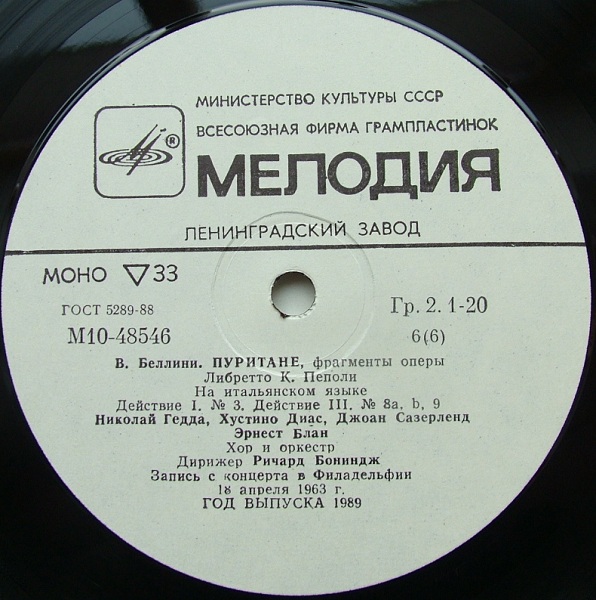 МИНИСТЕРСТВО КУЛЬТУРЫ СССР
ВСЕСОЮЗНАЯ ФИРМА ГРАМПЛАСТИНОК
®
МЕЛОДИЯ
ЛЕНИНГРАДСКИЙ ЗАВОД
МОНО ▽33
ГОСТ 5289-88
Гр. 2. 1-20
М10-48546
6(6)
В. Беллини. ПУРИТАНЕ, фрагменты оперы
Либретто К. Пеполи
На итальянском языке
Действие I. № 3. Действие III. № 8a, b, 9
Николай Гедда, Хустино Диас, Джоан Сазерленд
Эрнест Блан
Хор и оркестр
Дирижер Ричард Бониндж
Запись с концерта в Филадельфии
18 апреля 1963 г.
ГОД ВЫПУСКА 1989